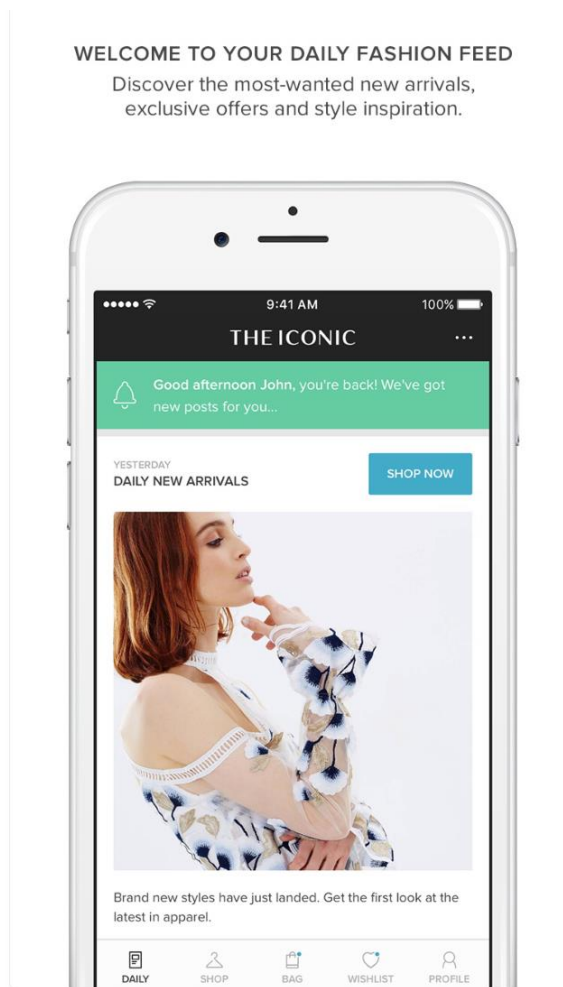 WELCOME TO YOUR DAILY FASHION FEED
Discover the most-wanted new arrivals,
exclusive offers and style inspiration.
9:41 AM
100%
THE ICONIC
Good afternoon John, you're back! We've got
new posts for you...
YESTERDAY
DAILY NEW ARRIVALS
SHOP NOW
Brand new styles have just landed. Get the first look at the
latest in apparel.
DAILY SHOP BAG WISHLIST PROFILE